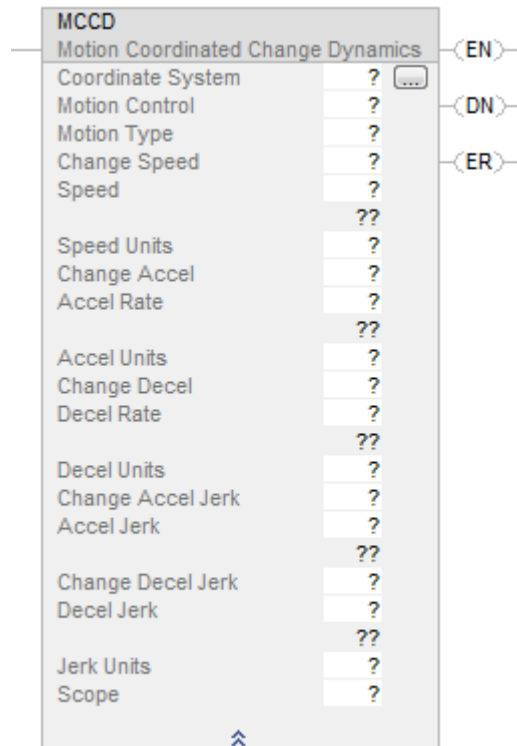 MCCD
Motion Coordinated Change Dynamics (EN)
Coordinate System ? ...
Motion Control ? (DN)
Motion Type ?
Change Speed ? (ER)
Speed ?
??
Speed Units ?
Change Accel ?
Accel Rate ?
??
Accel Units ?
Change Decel ?
Decel Rate ?
??
Decel Units ?
Change Accel Jerk ?
Accel Jerk ?
??
Change Decel Jerk ?
Decel Jerk ?
??
Jerk Units ?
Scope ?